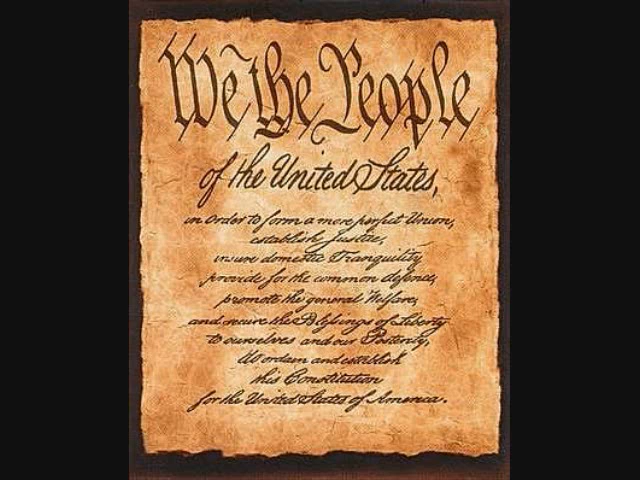 We the People
of the United States,
in Order to form a more perfect Union,
establish Justice,
insure domestic Tranquility
provide for the common defence,
promote the general Welfare,
and secure the Blessings of Liberty
to ourselves and our Posterity,
do ordain and establish
this Constitution
for the United States of America.